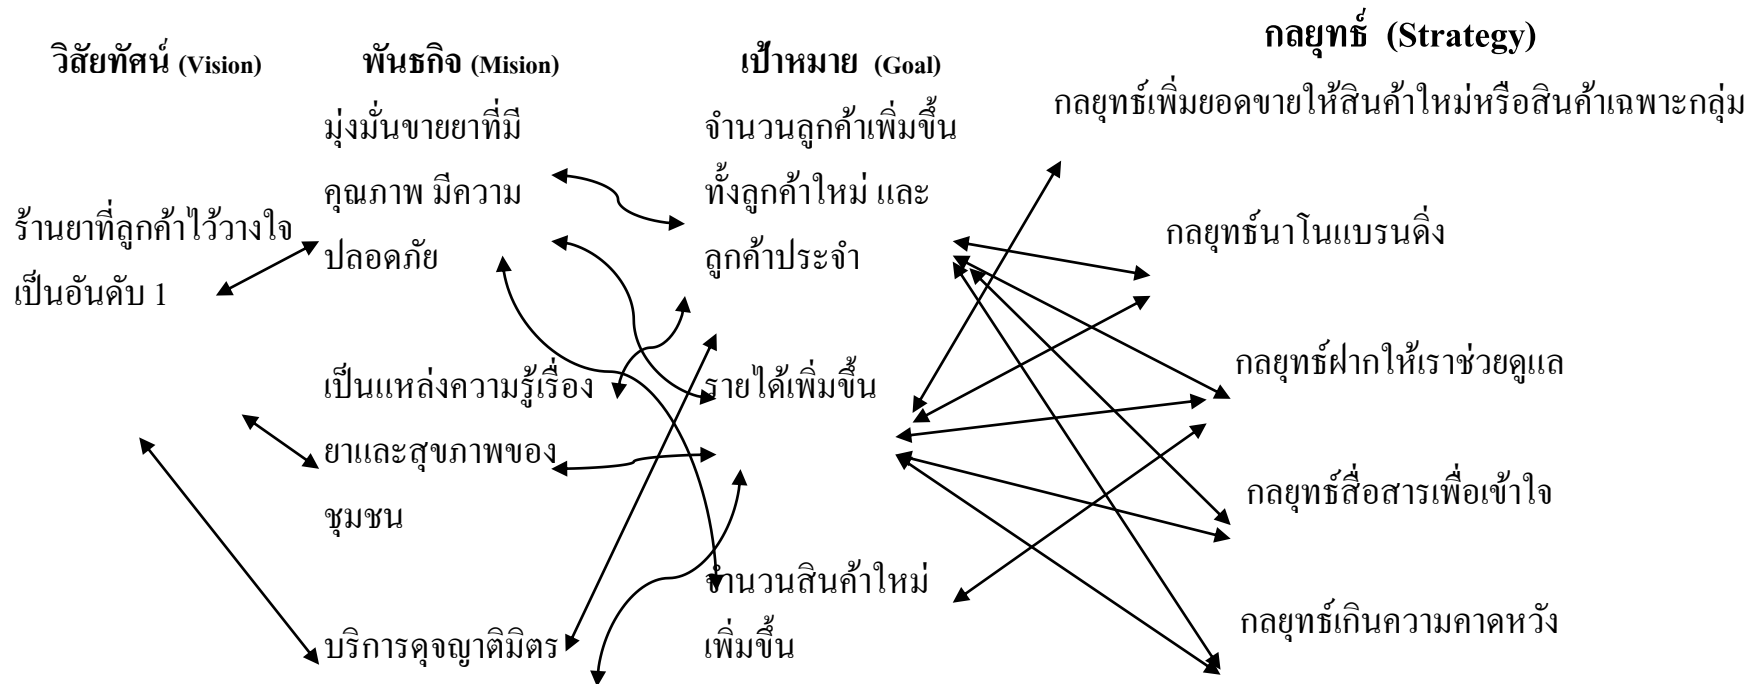 วิสัยทัศน์ (Vision)
ร้านยาที่ลูกค้าไว้วางใจ
เป็นอันดับ 1
พันธกิจ (Mision)
มุ่งมั่นขายยาที่มี
คุณภาพ มีความ
ปลอดภัย
เป็นแหล่งความรู้เรื่อง
ยาและสุขภาพของ
ชุมชน
บริการดุจญาติมิตร
เป้าหมาย (Goal)
จำนวนลูกค้าเพิ่มขึ้น
ทั้งลูกค้าใหม่ และ
ลูกค้าประจำ
รายได้เพิ่มขึ้น
จำนวนสินค้าใหม่
เพิ่มขึ้น
กลยุทธ์ (Strategy)
กลยุทธ์เพิ่มยอดขายให้สินค้าใหม่หรือสินค้าเฉพาะกลุ่ม
กลยุทธ์นาโนแบรนดิ่ง
กลยุทธ์ฝากให้เราช่วยดูแล
กลยุทธ์สื่อสารเพื่อเข้าใจ
กลยุทธ์เกินความคาดหวัง